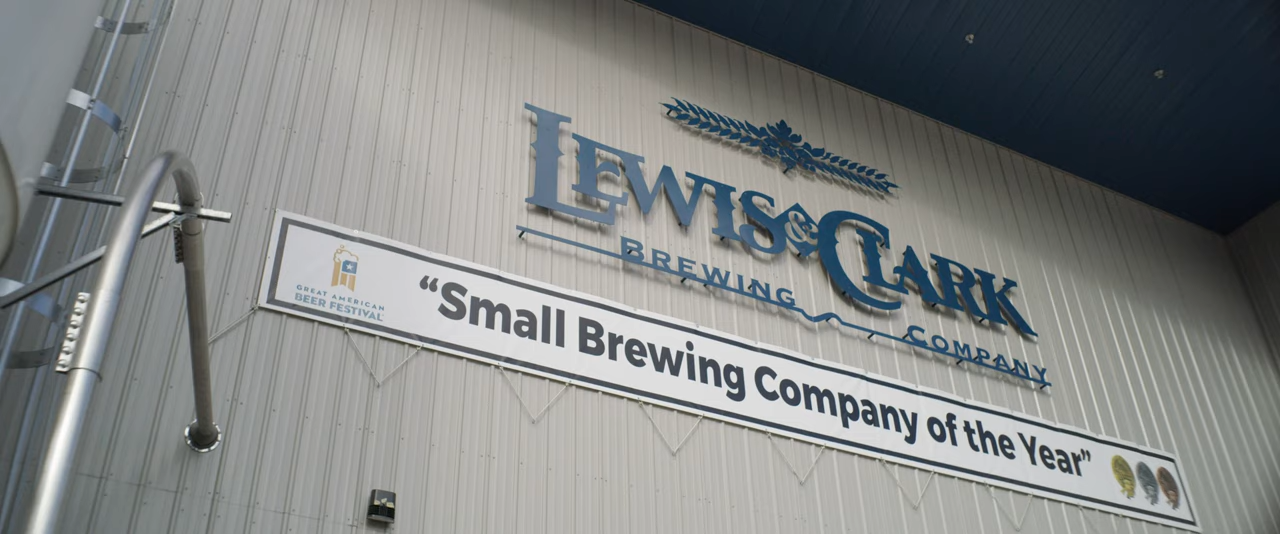 LEWIS & CLARK
BREWING COMPANY
GREAT AMERICAN
BEER FESTIVAL
“Small Brewing Company of the Year”